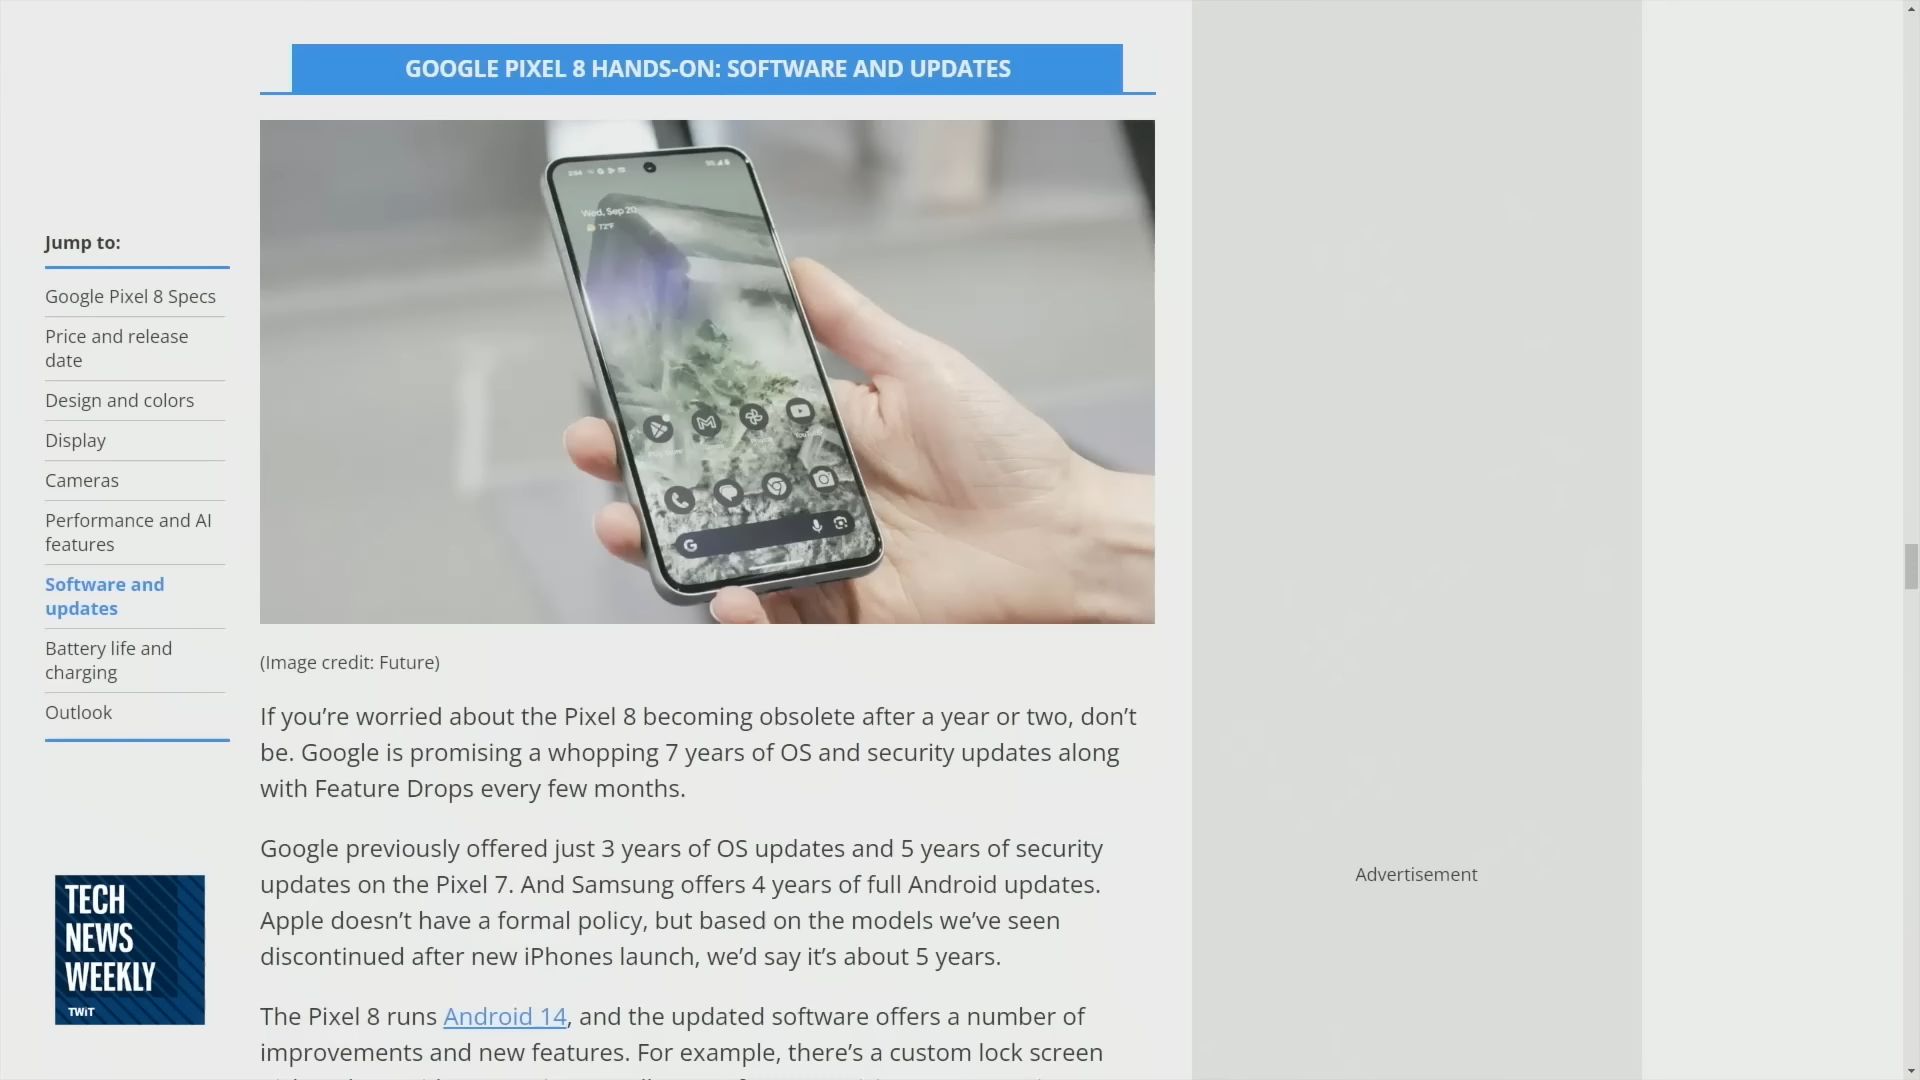 GOOGLE PIXEL 8 HANDS-ON: SOFTWARE AND UPDATES
Wed, Sep 20
72°F
G
Jump to:
Google Pixel 8 Specs
Price and release
date
Design and colors
Display
Cameras
Performance and AI
features
Software and
updates
Battery life and
charging
Outlook
(Image credit: Future)
If you’re worried about the Pixel 8 becoming obsolete after a year or two, don’t
be. Google is promising a whopping 7 years of OS and security updates along
with Feature Drops every few months.
Google previously offered just 3 years of OS updates and 5 years of security
updates on the Pixel 7. And Samsung offers 4 years of full Android updates.
Apple doesn’t have a formal policy, but based on the models we’ve seen
discontinued after new iPhones launch, we’d say it’s about 5 years.
The Pixel 8 runs Android 14, and the updated software offers a number of
improvements and new features. For example, there’s a custom lock screen
Advertisement
TECH
NEWS
WEEKLY
TWiT